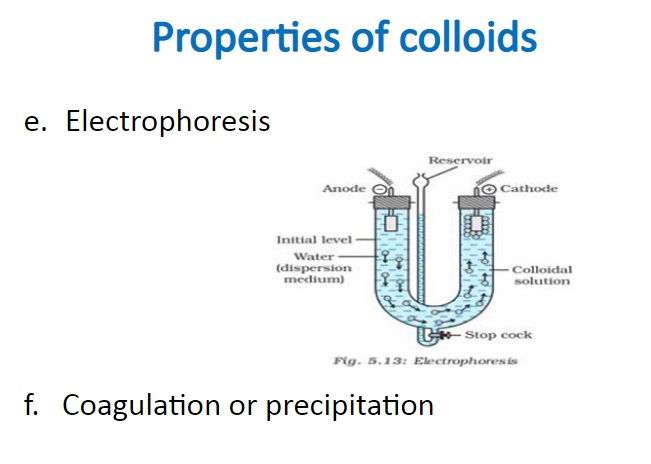 Properties of colloids
e. Electrophoresis
Reservoir
Anode
Cathode
Initial level
Water
(dispersion
medium)
Colloidal
solution
Stop cock
Fig. 5.13: Electrophoresis
f. Coagulation or precipitation